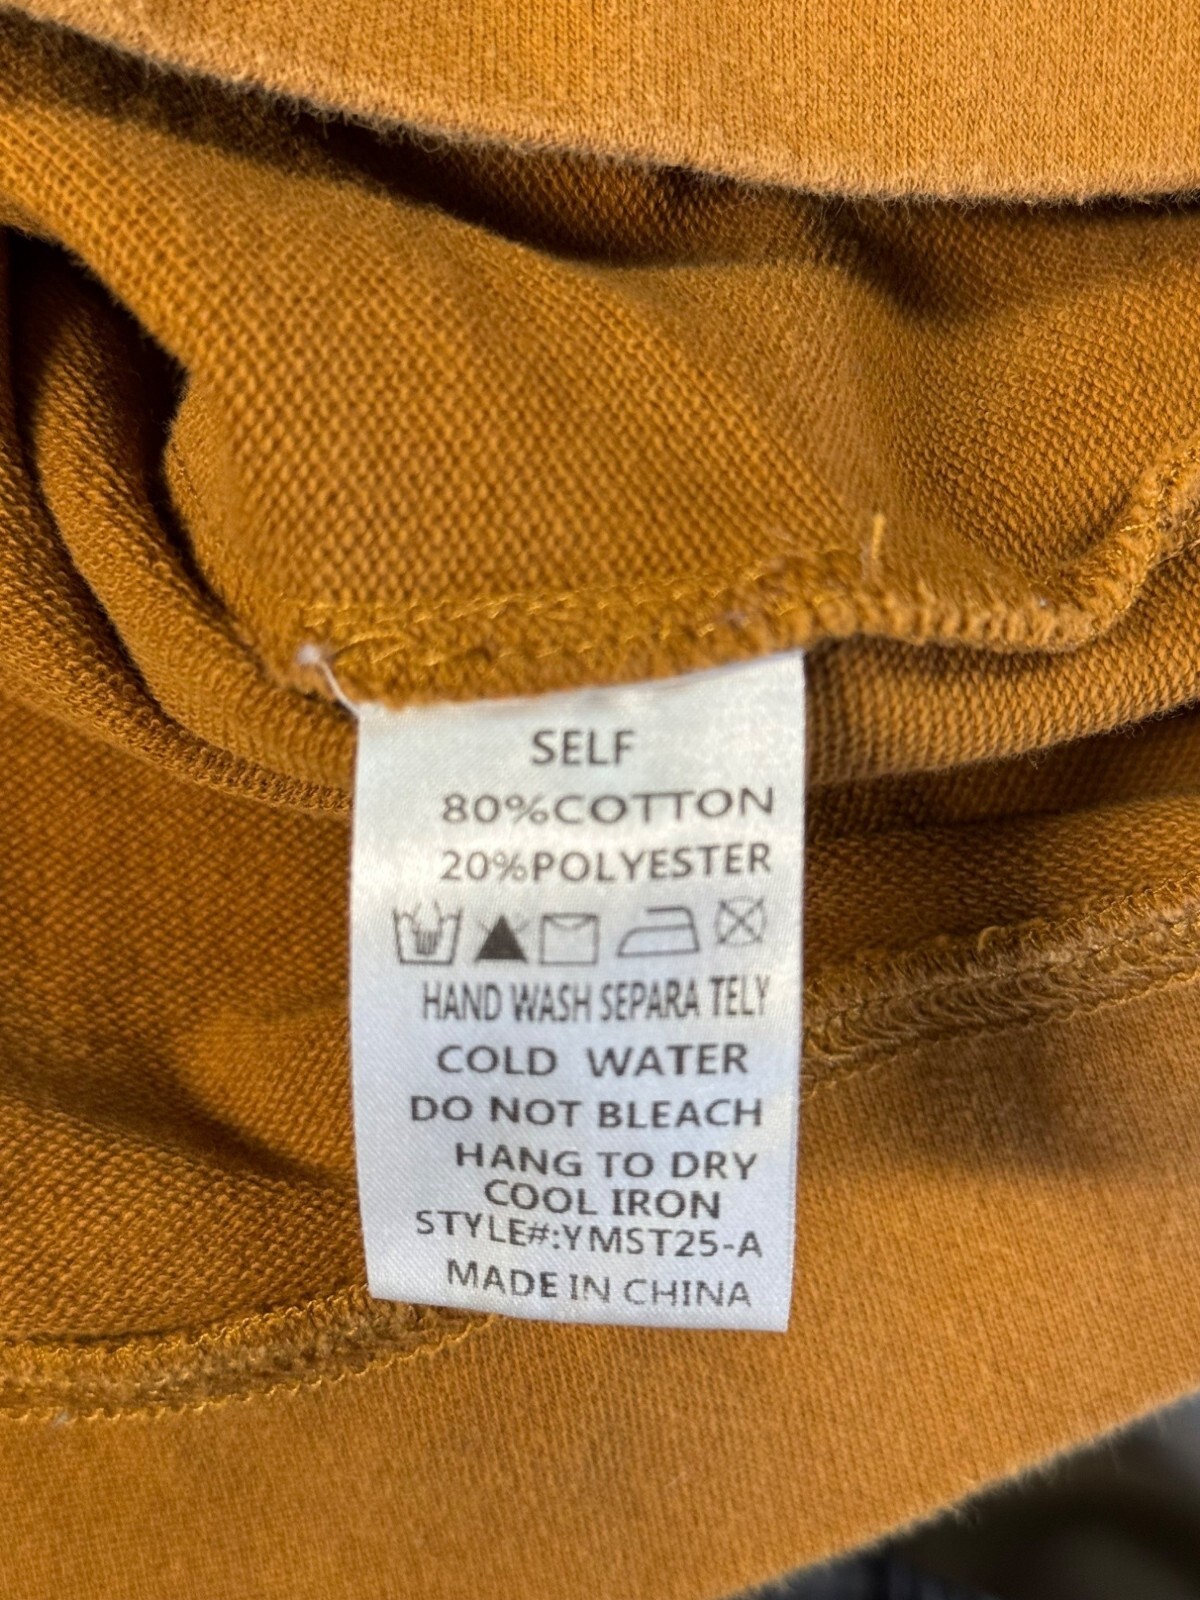 SELF
80%COTTON
20%POLYESTER
HAND WASH SEPARA TELY
COLD WATER
DO NOT BLEACH
HANG TO DRY
COOL IRON
STYLE#:YMST25-A
MADE IN CHINA